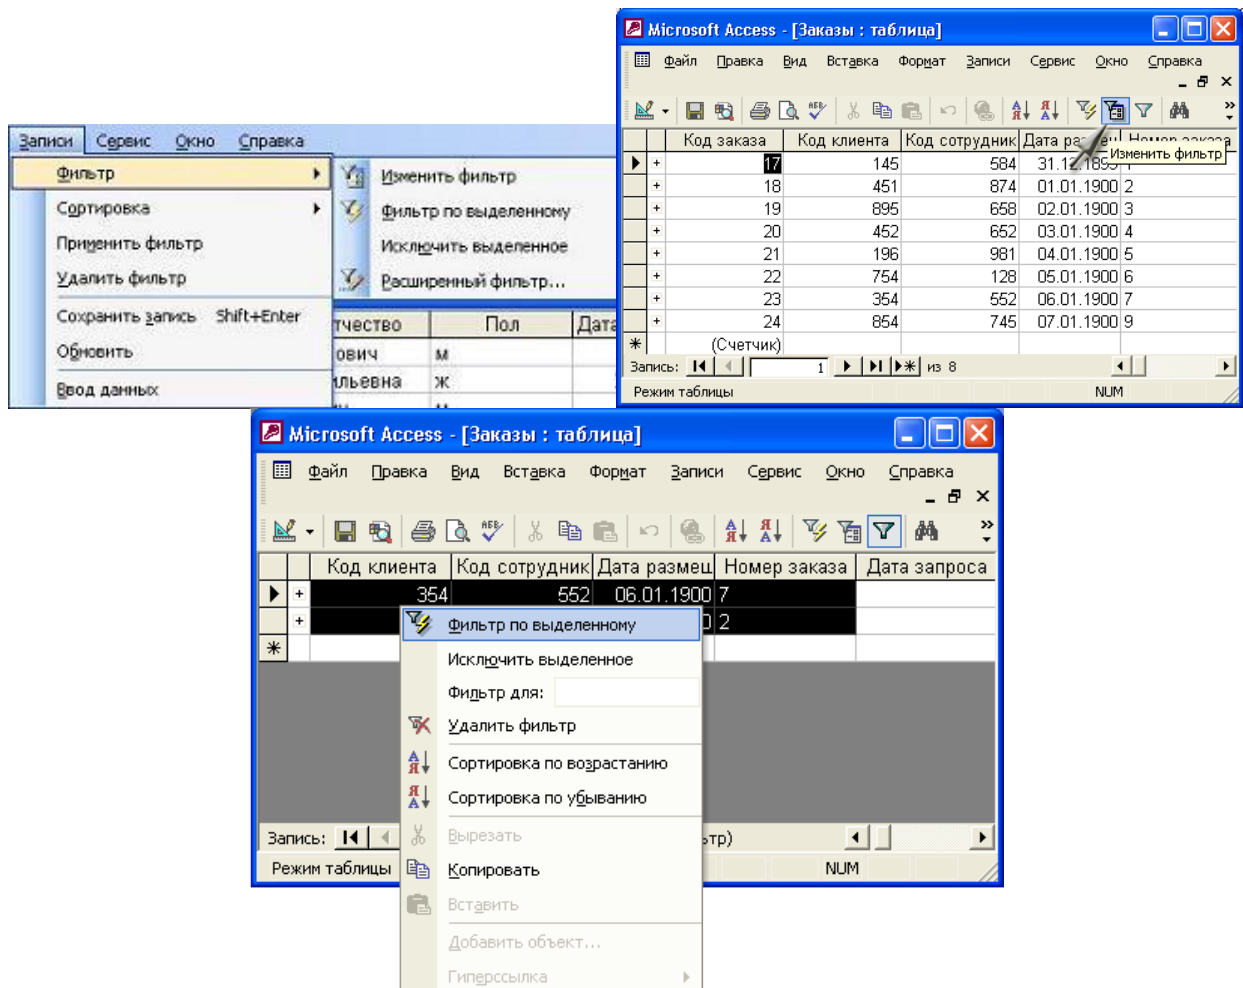 Записи Сервис Окно Справка
Фильтр
Сортировка
Применить фильтр
Удалить фильтр
Сохранить запись Shift+Enter
Обновить
Ввод данных
Изменить фильтр
Фильтр по выделенному
Исключить выделенное
Расширенный фильтр...
тчество Пол Дата
ович м
ильевна ж
Microsoft Access - [Заказы : таблица]
Файл Правка Вид Вставка Формат Записи Сервис Окно Справка
Код заказа Код клиента Код сотрудник Дата размещ Номер заказа
Изменить фильтр
+ 17 145 584 31.12.1899 1
+ 18 451 874 01.01.1900 2
+ 19 895 658 02.01.1900 3
+ 20 452 652 03.01.1900 4
+ 21 196 981 04.01.1900 5
+ 22 754 128 05.01.1900 6
+ 23 354 552 06.01.1900 7
+ 24 854 745 07.01.1900 9
(Счетчик)
Запись: 1 из 8
Режим таблицы NUM
Microsoft Access - [Заказы : таблица]
Файл Правка Вид Вставка Формат Записи Сервис Окно Справка
Код клиента Код сотрудник Дата размещ Номер заказа Дата запроса
+ 354 552 06.01.1900 7
+ 0 2
Фильтр по выделенному
Исключить выделенное
Фильтр для:
Удалить фильтр
Сортировка по возрастанию
Сортировка по убыванию
Вырезать
Копировать
Вставить
Добавить объект...
Гиперссылка
Запись: ьтр)
Режим таблицы NUM